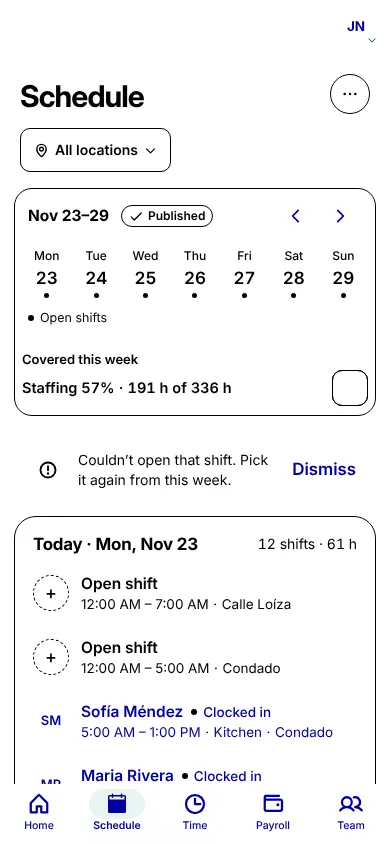 JN
Schedule
All locations
Nov 23–29 Published
Mon Tue Wed Thu Fri Sat Sun
23 24 25 26 27 28 29
Open shifts
Covered this week
Staffing 57% · 191 h of 336 h
Couldn’t open that shift. Pick
it again from this week.
Dismiss
Today · Mon, Nov 23 12 shifts · 61 h
Open shift
12:00 AM – 7:00 AM · Calle Loíza
Open shift
12:00 AM – 5:00 AM · Condado
SM
Sofía Méndez • Clocked in
5:00 AM – 1:00 PM · Kitchen · Condado
MR
Maria Rivera • Clocked in
Home Schedule Time Payroll Team